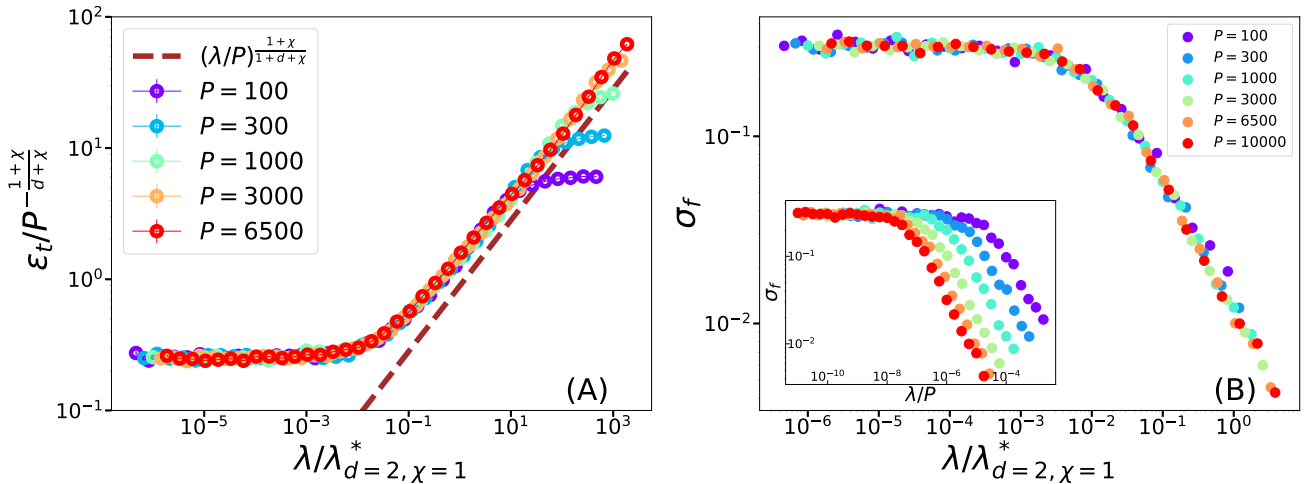 10^2
10^1
10^0
10^{-1}
ε_t/P^{-\frac{1+χ}{d+χ}}
(λ/P)^{\frac{1+χ}{1+d+χ}}
P = 100
P = 300
P = 1000
P = 3000
P = 6500
(A)
10^{-5} 10^{-3} 10^{-1} 10^1 10^3
λ/λ^*_{d=2, χ=1}
10^{-1}
10^{-2}
σ_f
P = 100
P = 300
P = 1000
P = 3000
P = 6500
P = 10000
10^{-1}
10^{-2}
σ_f
10^{-10} 10^{-8} 10^{-6} 10^{-4}
λ/P
(B)
10^{-6} 10^{-5} 10^{-4} 10^{-3} 10^{-2} 10^{-1} 10^0
λ/λ^*_{d=2, χ=1}